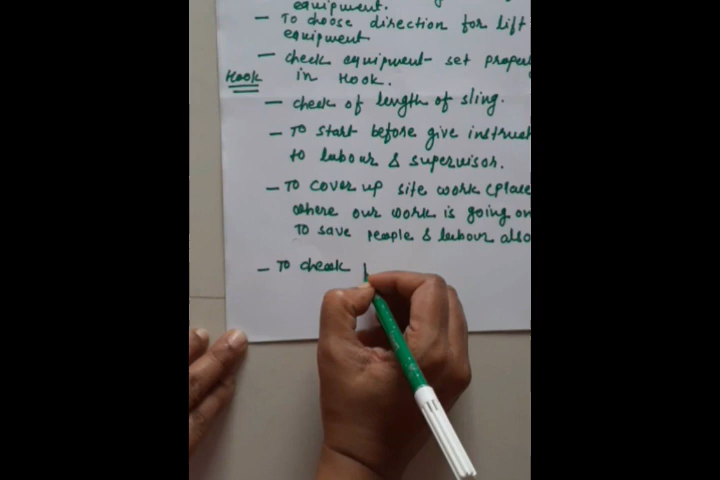 equipment.
- To choose direction for lift
equipment
- check equipment- set proper
Hook in Hook.
- check of length of sling.
- To start before give instruct
to labour & supervisor.
- To cover up site work (place
where our work is going on
To save people & labour also
- To check